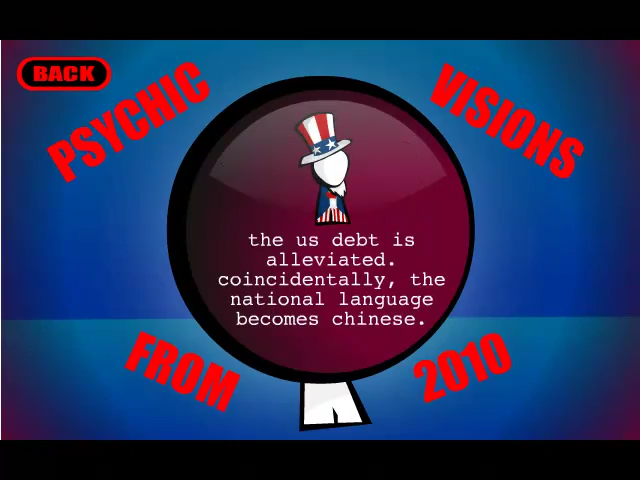 BACK
PSYCHIC VISIONS
the us debt is
alleviated.
coincidentally, the
national language
becomes chinese.
FROM 2010